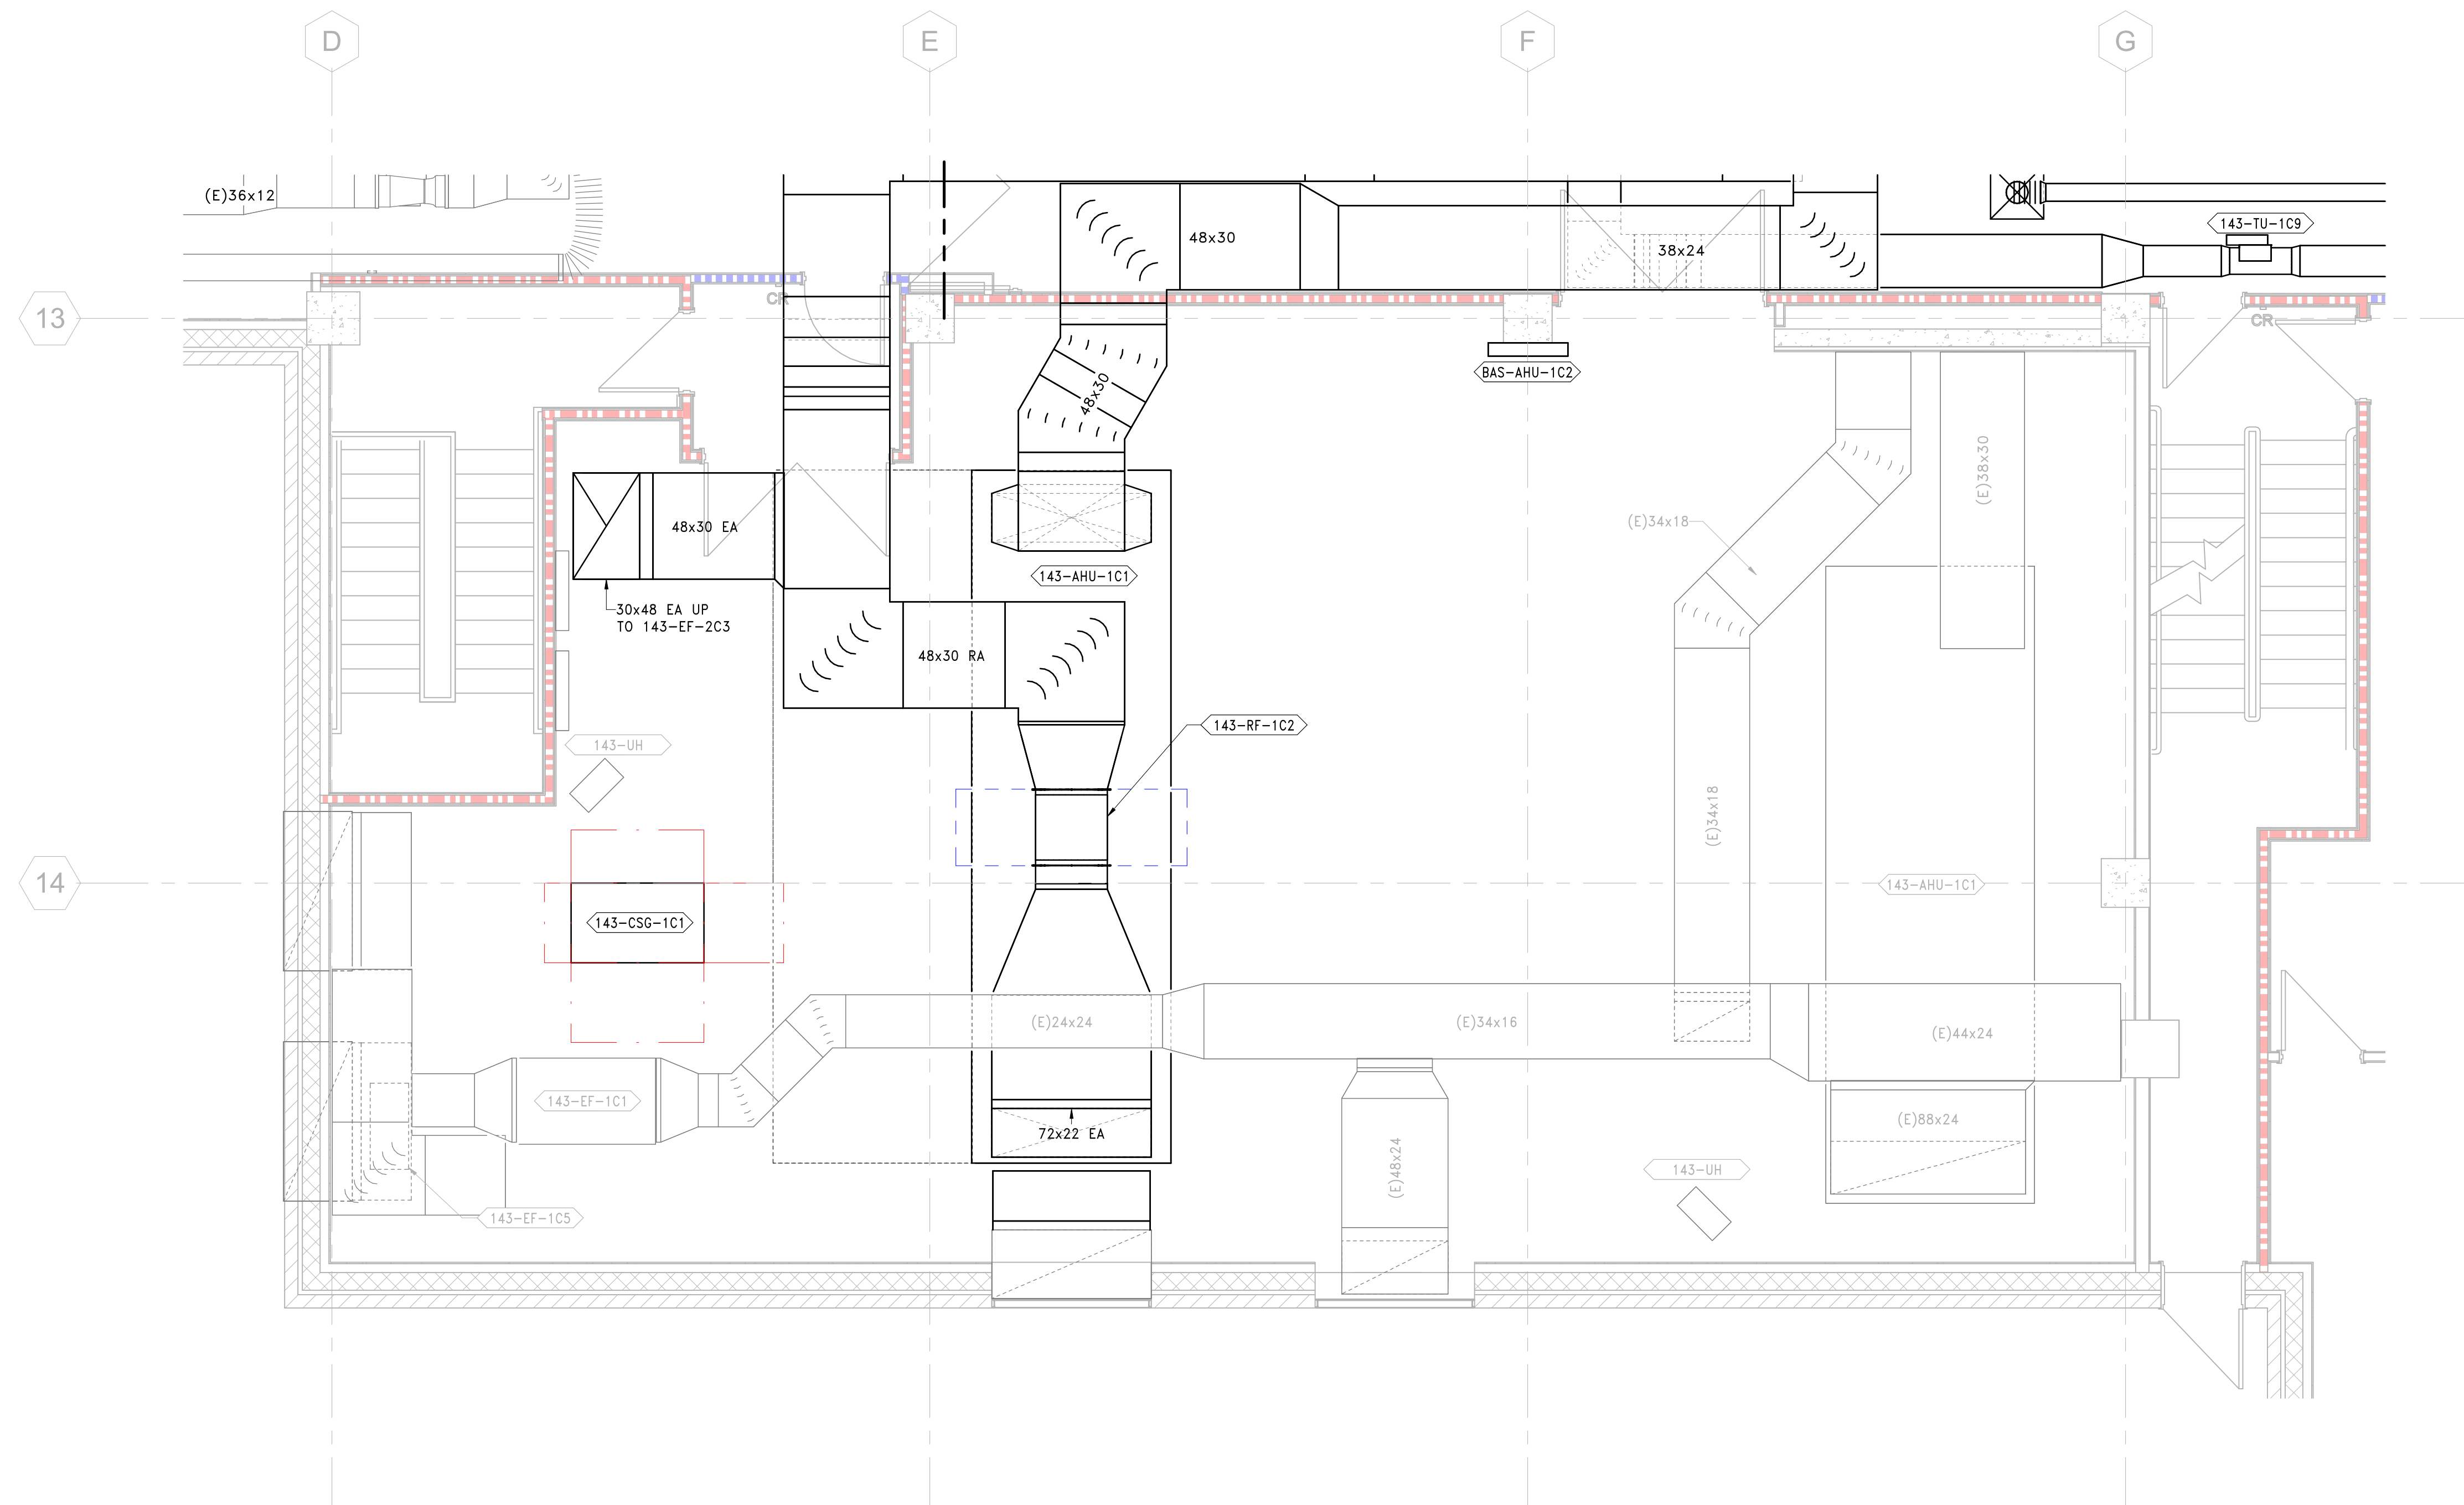 D
E
F
G
(E)36x12
143-TU-1C9
48x30
38x24
CR
13
CR
BAS-AHU-1C2
48x30
(E)38x30
48x30 EA
(E)34x18
143-AHU-1C1
30x48 EA UP
TO 143-EF-2C3
48x30 RA
143-RF-1C2
143-UH
(E)34x18
14
143-AHU-1C1
143-CSG-1C1
(E)24x24
(E)34x16
(E)44x24
143-EF-1C1
(E)88x24
72x22 EA
(E)48x24
143-UH
143-EF-1C5